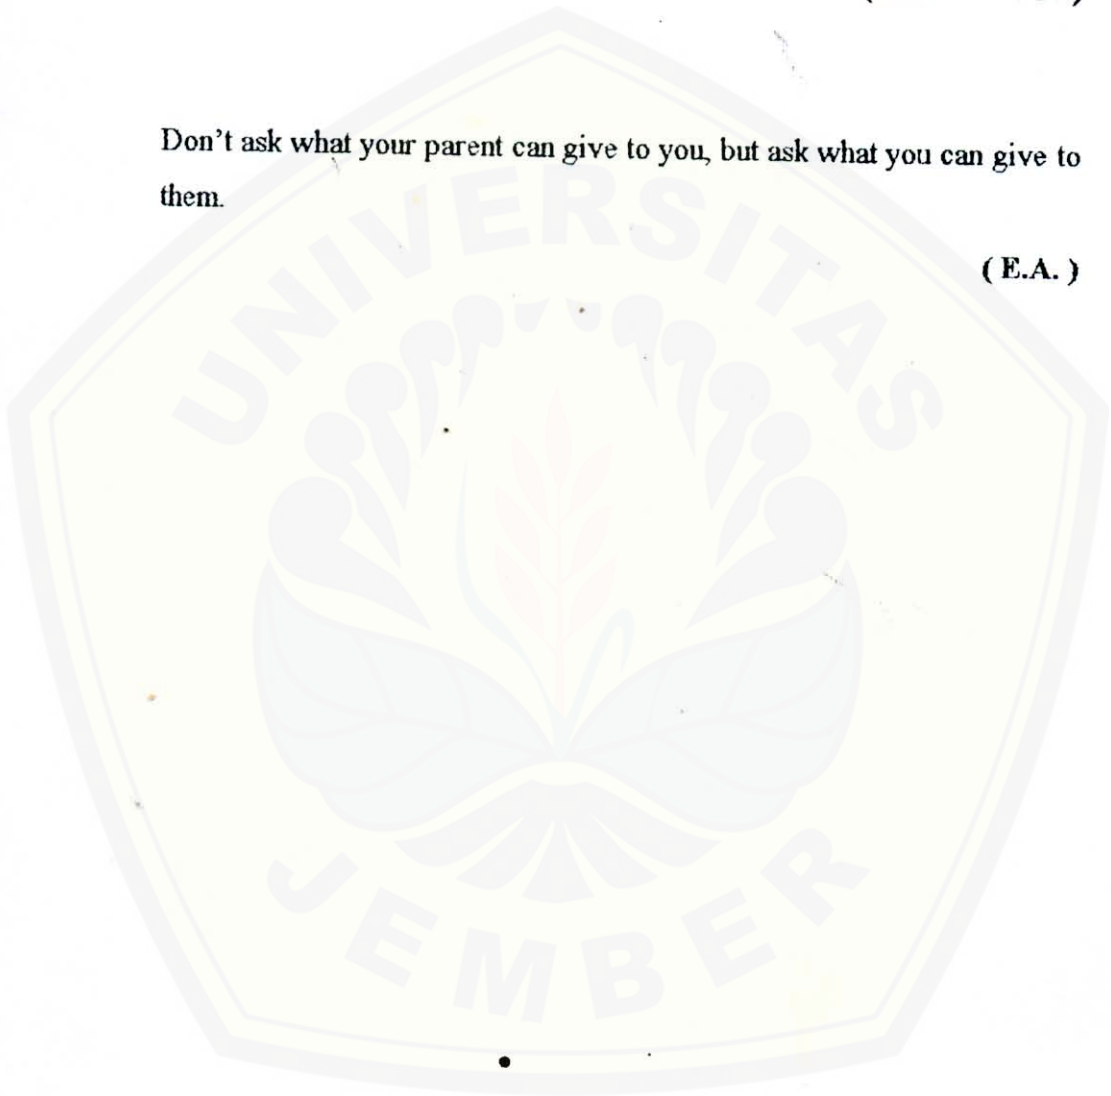 Don't ask what your parent can give to you, but ask what you can give to
them.
( E.A. )
UNIVERSITAS
JEMBER